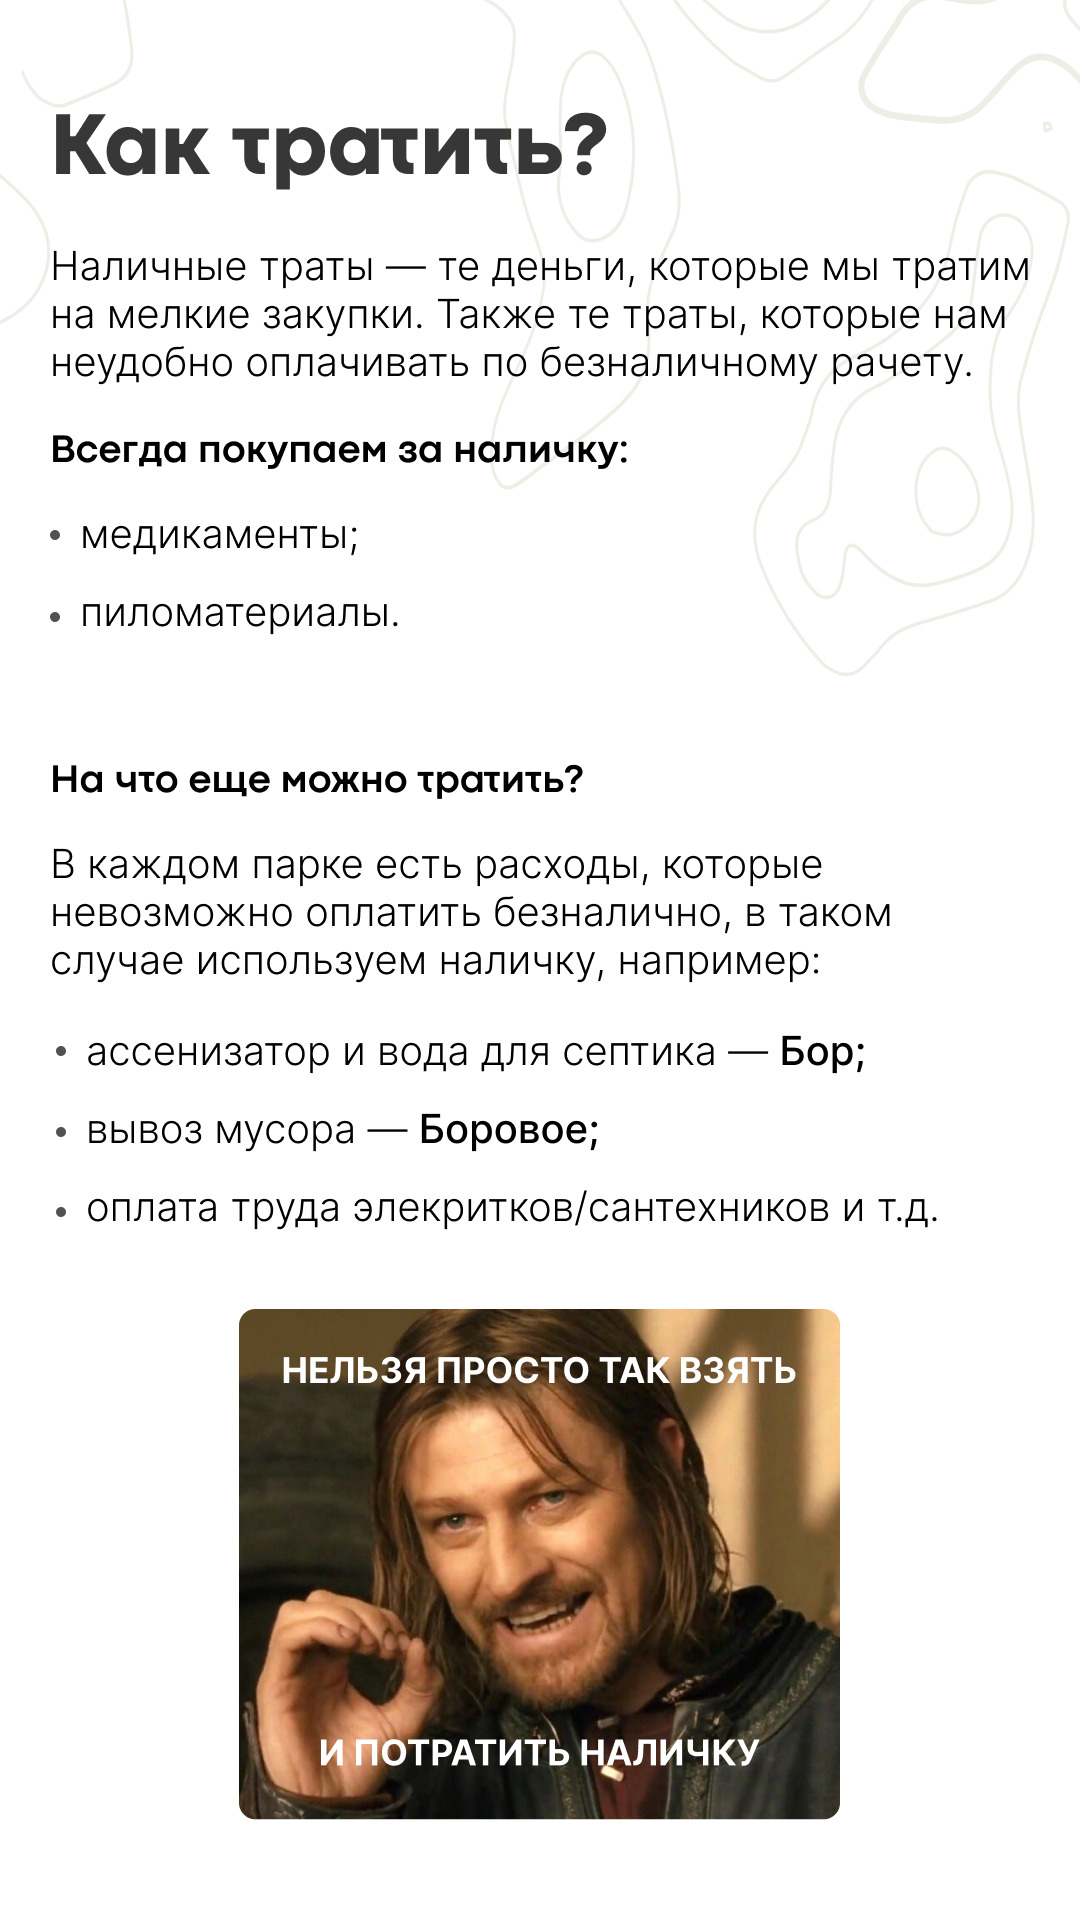 Как тратить?
Наличные траты — те деньги, которые мы тратим
на мелкие закупки. Также те траты, которые нам
неудобно оплачивать по безналичному рачету.
Всегда покупаем за наличку:
• медикаменты;
• пиломатериалы.
На что еще можно тратить?
В каждом парке есть расходы, которые
невозможно оплатить безналично, в таком
случае используем наличку, например:
• ассенизатор и вода для септика — Бор;
• вывоз мусора — Боровое;
• оплата труда элекритков/сантехников и т.д.
НЕЛЬЗЯ ПРОСТО ТАК ВЗЯТЬ
И ПОТРАТИТЬ НАЛИЧКУ